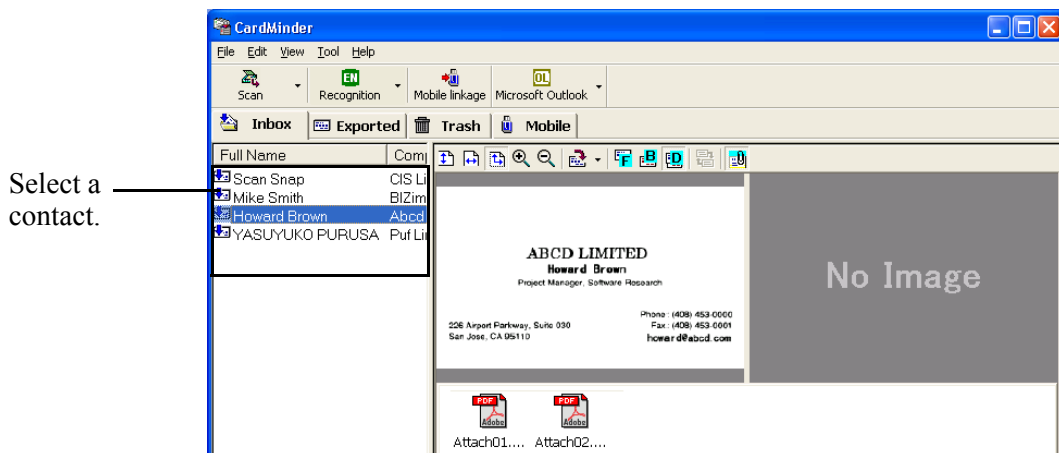 CardMinder
File Edit View Tool Help
EN
OL
Scan Recognition Mobile linkage Microsoft Outlook
Inbox Exported Trash Mobile
Full Name Comp
F B D
Select a
contact.
Scan Snap CIS Li
Mike Smith BIZim
Howard Brown Abcd
YASUYUKO PURUSA Puf Lin
ABCD LIMITED
Howard Brown
Project Manager, Software Research
226 Airport Parkway, Suite 030
San Jose, CA 95110
Phone : (408) 453-0000
Fax : (408) 453-0001
howard@abcd.com
No Image
PDF PDF
Adobe Adobe
Attach01.... Attach02....